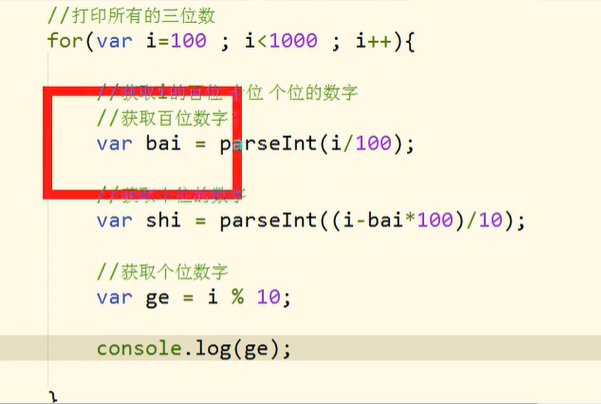 //打印所有的三位数
for(var i=100 ; i<1000 ; i++){
//获取i的百位 十位 个位的数字
//获取百位数字
var bai = parseInt(i/100);
//获取十位的数字
var shi = parseInt((i-bai*100)/10);
//获取个位数字
var ge = i % 10;
console.log(ge);
}